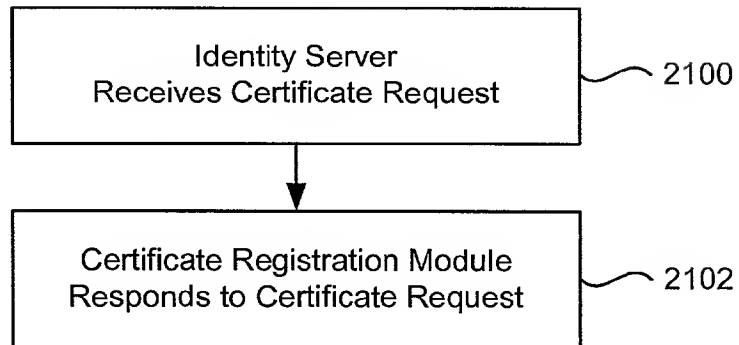 Identity Server
Receives Certificate Request
2100
Certificate Registration Module
Responds to Certificate Request
2102